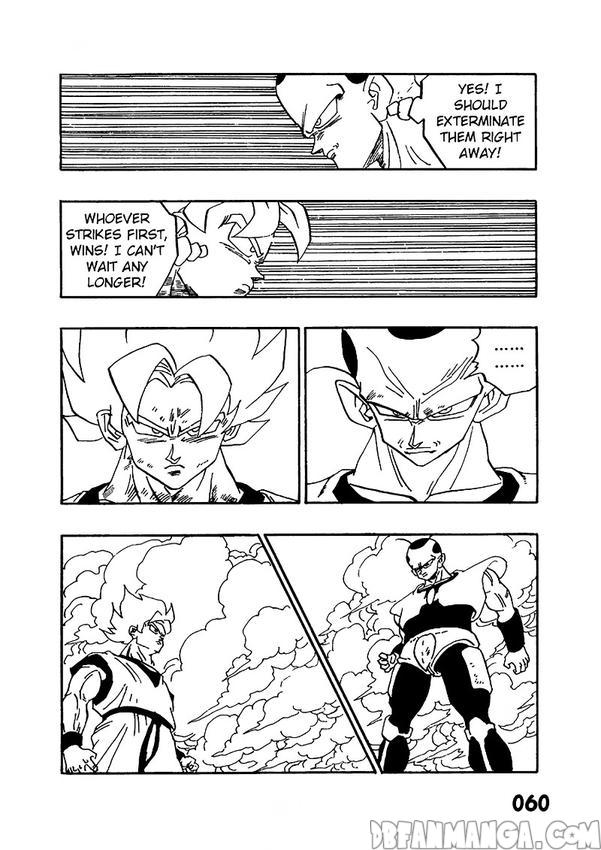 YES! I
SHOULD
EXTERMINATE
THEM RIGHT
AWAY!
WHOEVER
STRIKES FIRST,
WINS! I CAN'T
WAIT ANY
LONGER!
......
......
060
DBFANMANGA.COM